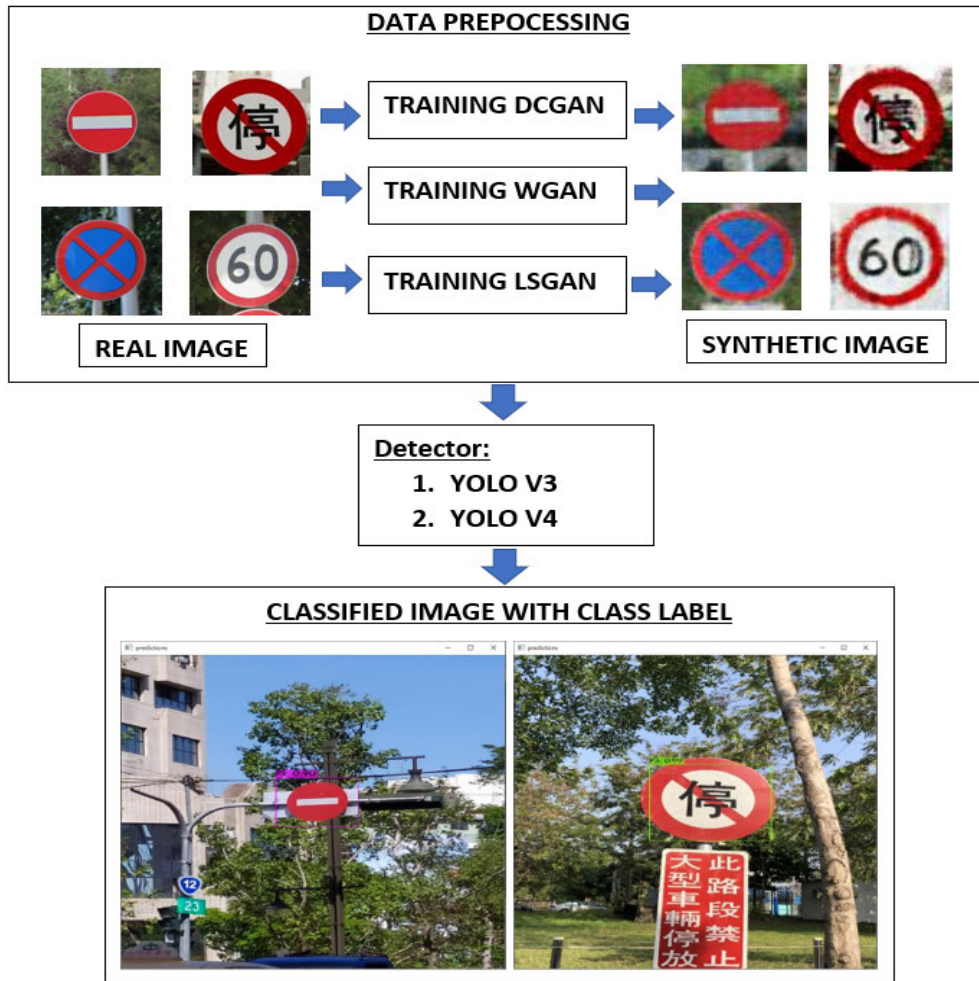 DATA PREPOCESSING
停
TRAINING DCGAN
停
TRAINING WGAN
60
TRAINING LSGAN
60
REAL IMAGE
SYNTHETIC IMAGE
Detector:
1. YOLO V3
2. YOLO V4
CLASSIFIED IMAGE WITH CLASS LABEL
predictions
12
23
predictions
停
此路段禁止
大型車輛停放